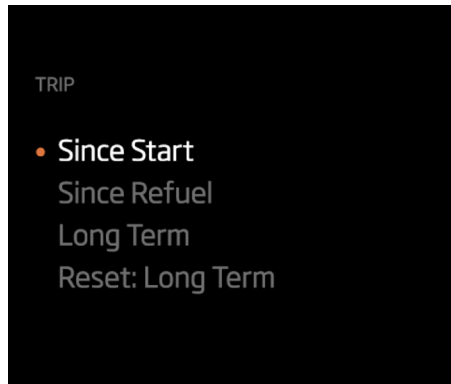 TRIP
Since Start
Since Refuel
Long Term
Reset: Long Term